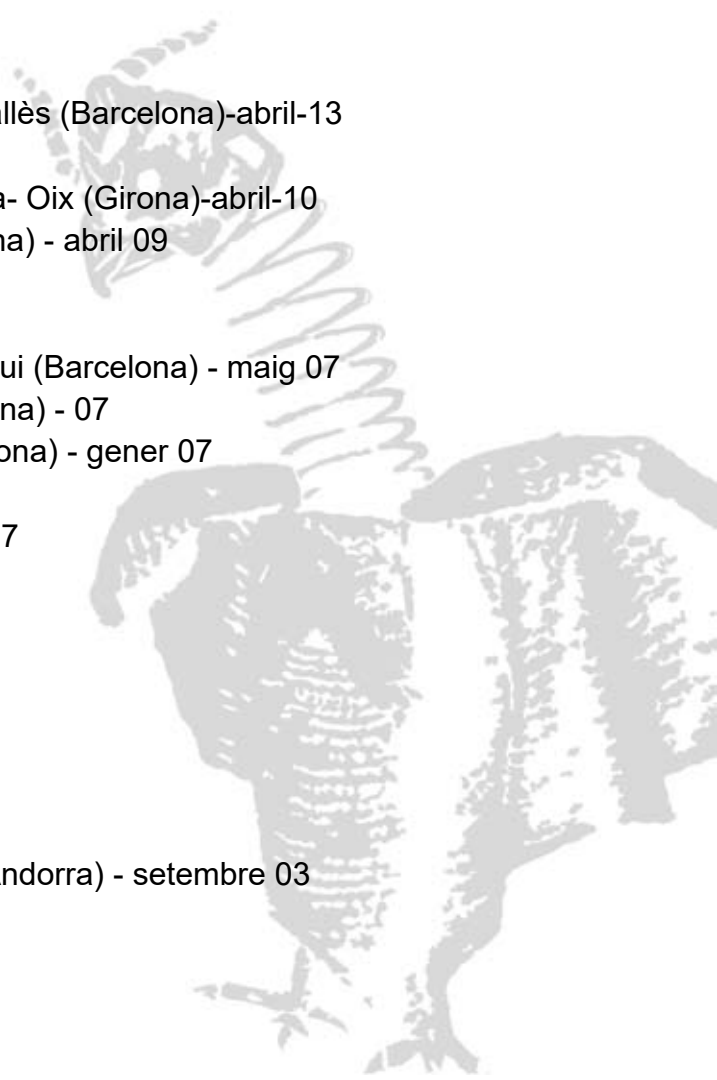 allès (Barcelona)-abril-13
a- Oix (Girona)-abril-10
na) - abril 09
ui (Barcelona) - maig 07
na) - 07
ona) - gener 07
7
Andorra) - setembre 03